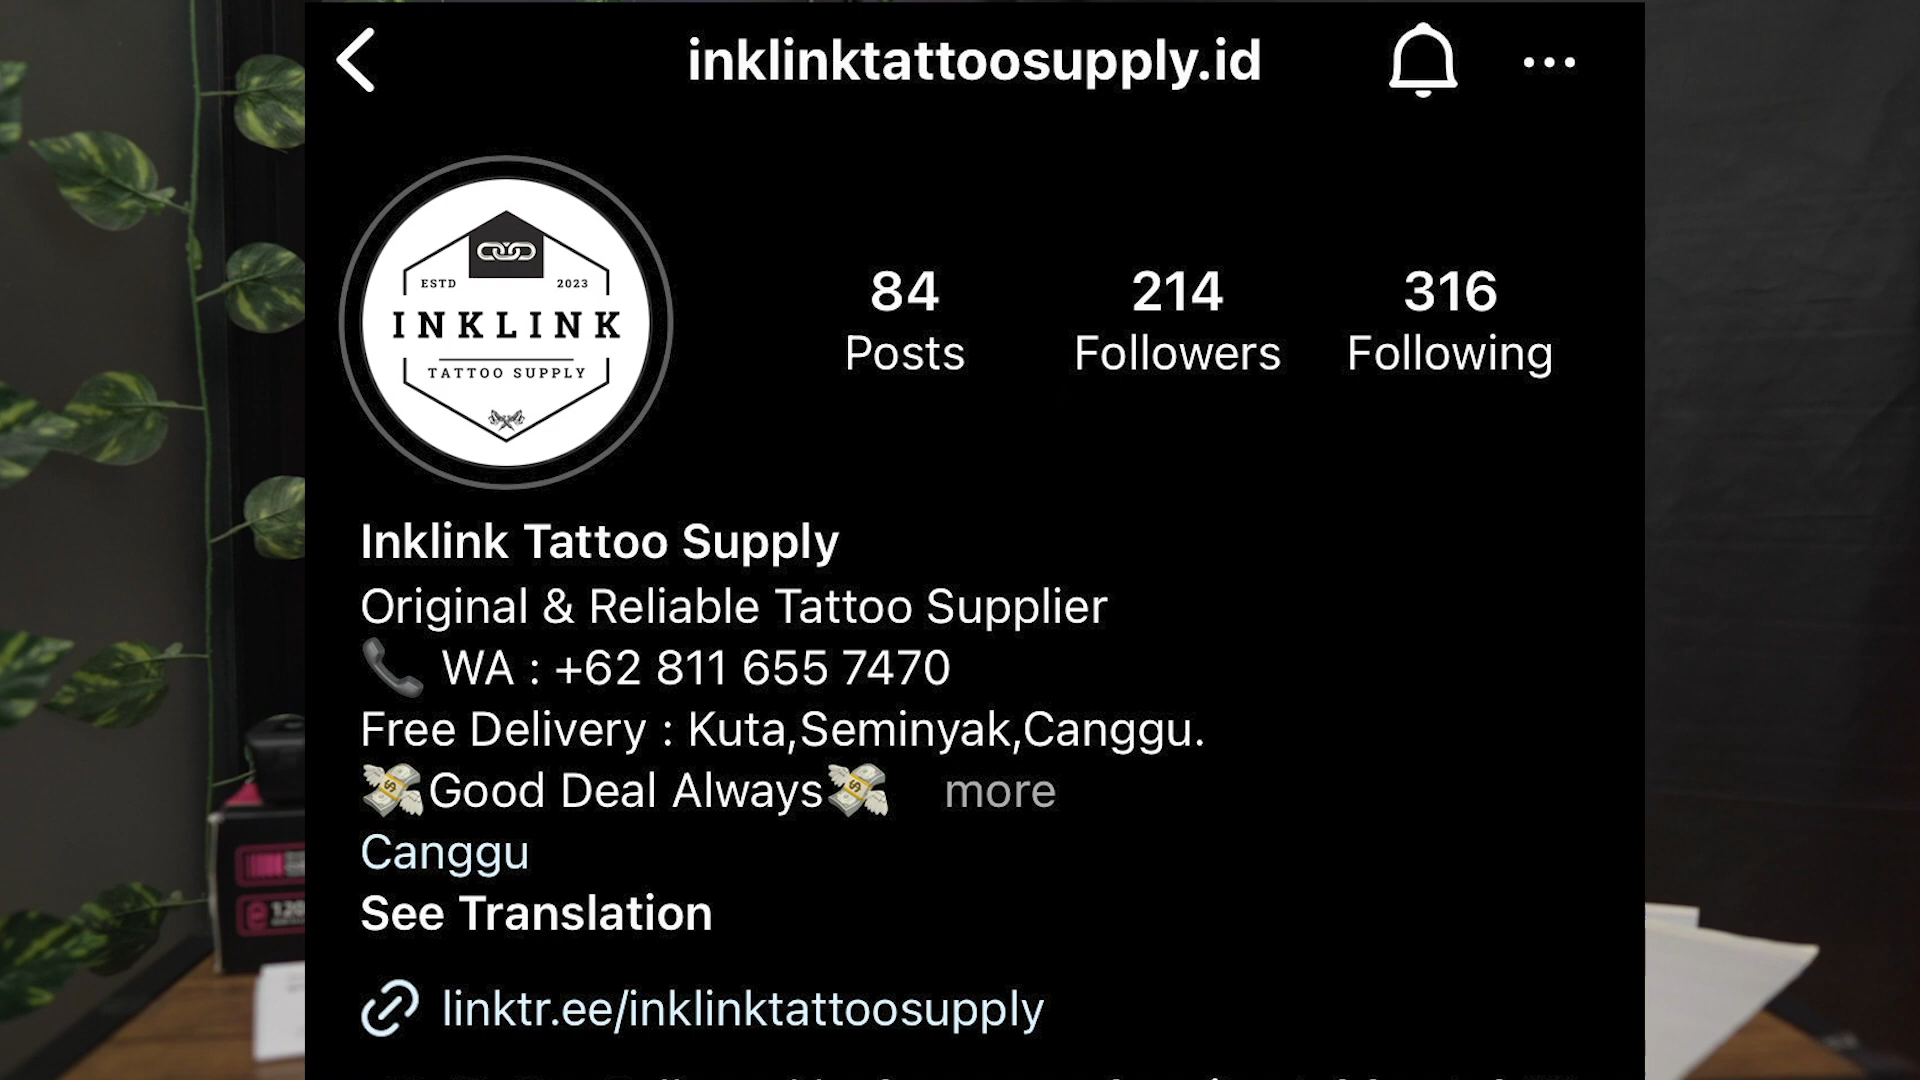 inklinktattoosupply.id
ESTD 2023
INKLINK
TATTOO SUPPLY
84 214 316
Posts Followers Following
Inklink Tattoo Supply
Original & Reliable Tattoo Supplier
WA : +62 811 655 7470
Free Delivery : Kuta,Seminyak,Canggu.
💸Good Deal Always💸 more
Canggu
See Translation
linktr.ee/inklinktattoosupply
120